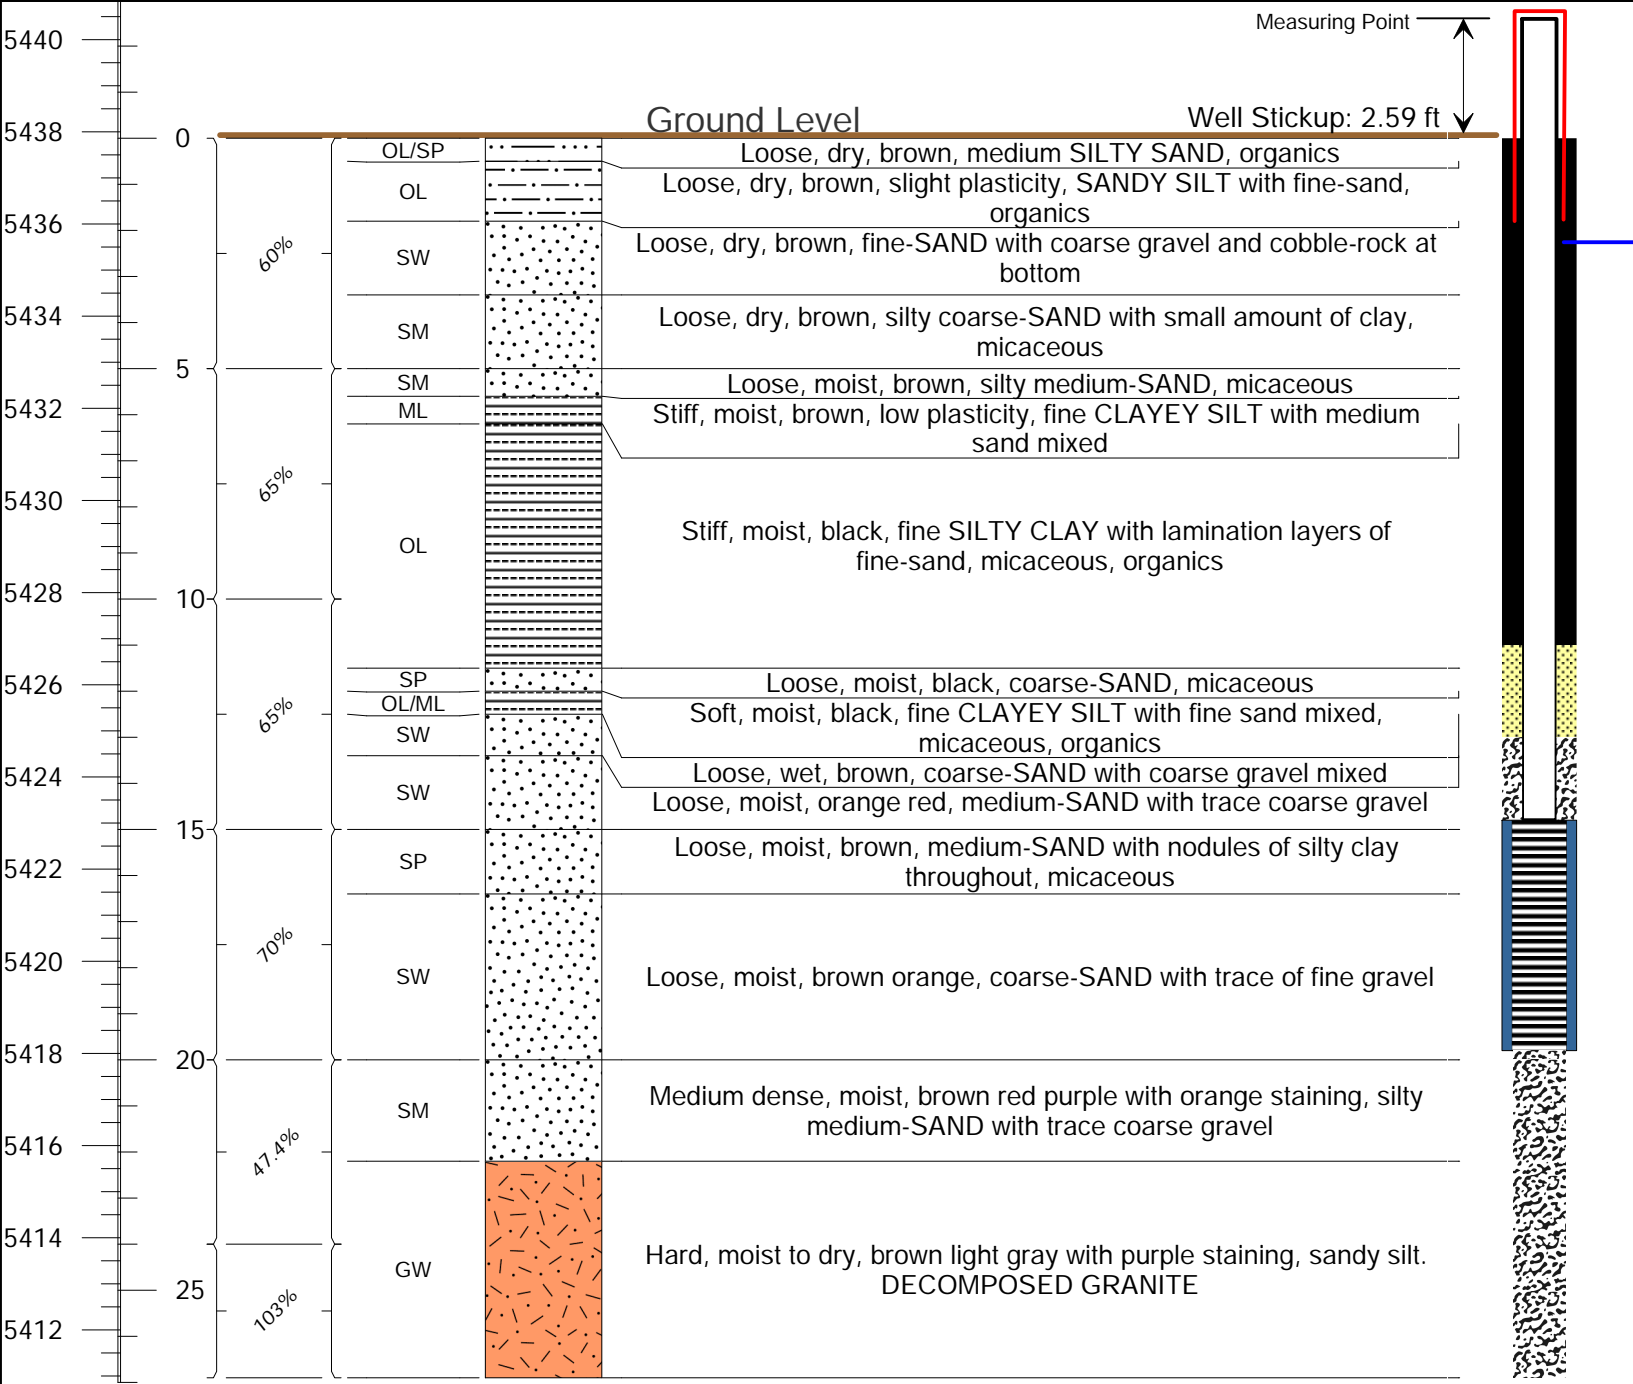 Measuring Point
5440
Ground Level
Well Stickup: 2.59 ft
5438
0
OL/SP
Loose, dry, brown, medium SILTY SAND, organics
OL
Loose, dry, brown, slight plasticity, SANDY SILT with fine-sand,
organics
5436
60%
SW
Loose, dry, brown, fine-SAND with coarse gravel and cobble-rock at
bottom
5434
SM
Loose, dry, brown, silty coarse-SAND with small amount of clay,
micaceous
5
SM
Loose, moist, brown, silty medium-SAND, micaceous
5432
ML
Stiff, moist, brown, low plasticity, fine CLAYEY SILT with medium
sand mixed
65%
5430
OL
Stiff, moist, black, fine SILTY CLAY with lamination layers of
fine-sand, micaceous, organics
5428
10
5426
SP
Loose, moist, black, coarse-SAND, micaceous
OL/ML
Soft, moist, black, fine CLAYEY SILT with fine sand mixed,
micaceous, organics
65%
SW
Loose, wet, brown, coarse-SAND with coarse gravel mixed
5424
SW
Loose, moist, orange red, medium-SAND with trace coarse gravel
15
5422
SP
Loose, moist, brown, medium-SAND with nodules of silty clay
throughout, micaceous
70%
5420
SW
Loose, moist, brown orange, coarse-SAND with trace of fine gravel
5418
20
SM
Medium dense, moist, brown red purple with orange staining, silty
medium-SAND with trace coarse gravel
5416
47.4%
5414
GW
Hard, moist to dry, brown light gray with purple staining, sandy silt.
DECOMPOSED GRANITE
25
103%
5412